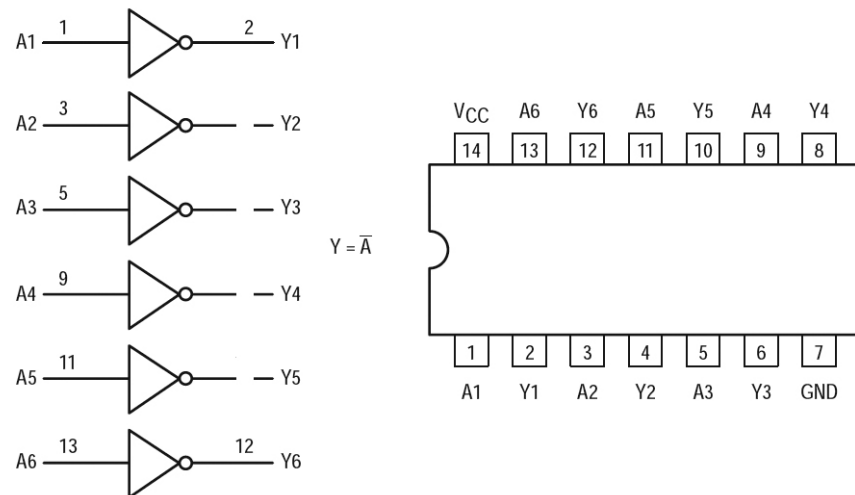 A1 1 2 Y1
A2 3 Y2
A3 5 Y3
A4 9 Y4
A5 11 Y5
A6 13 12 Y6
Y = A̅
VCC A6 Y6 A5 Y5 A4 Y4
14 13 12 11 10 9 8
1 2 3 4 5 6 7
A1 Y1 A2 Y2 A3 Y3 GND